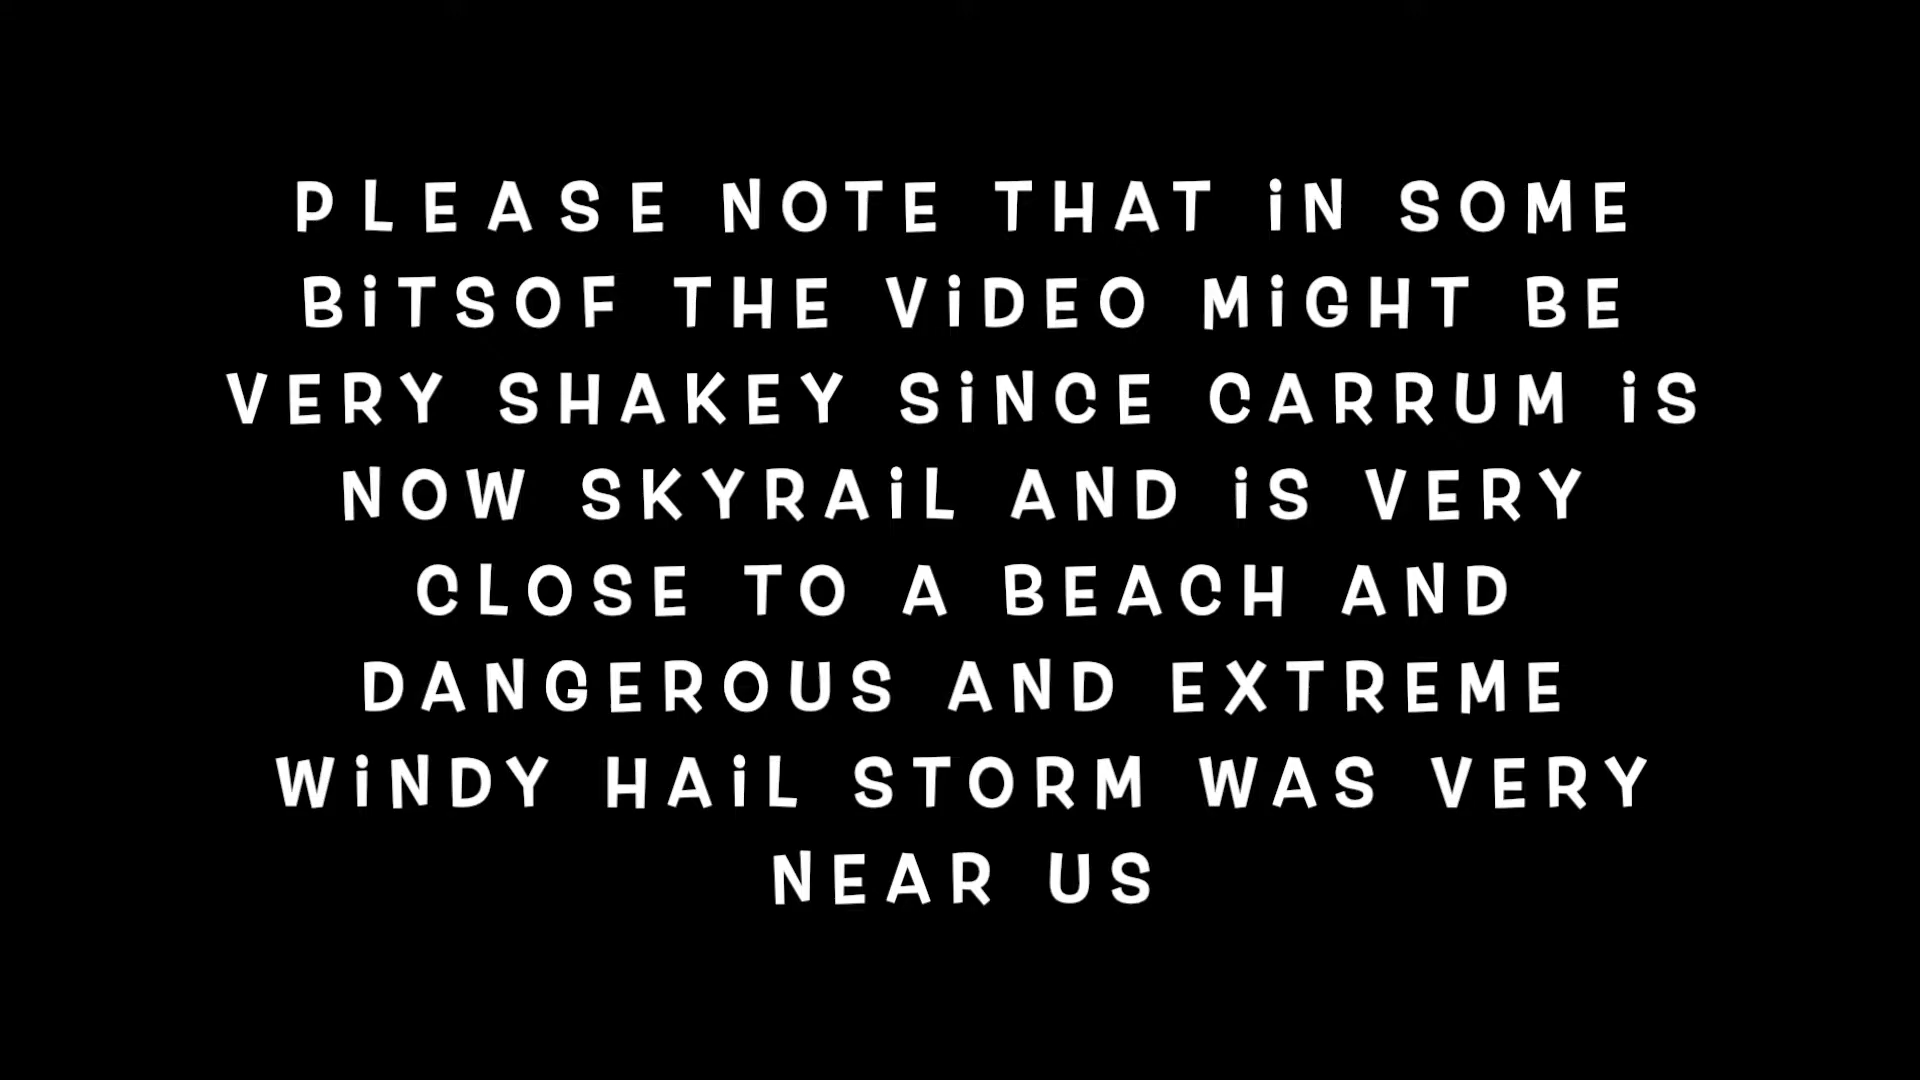 PLEASE NOTE THAT iN SOME
BiTSOF THE ViDEO MiGHT BE
VERY SHAKEY SiNCE CARRUM iS
NOW SKYRAiL AND iS VERY
CLOSE TO A BEACH AND
DANGEROUS AND EXTREME
WiNDY HAiL STORM WAS VERY
NEAR US